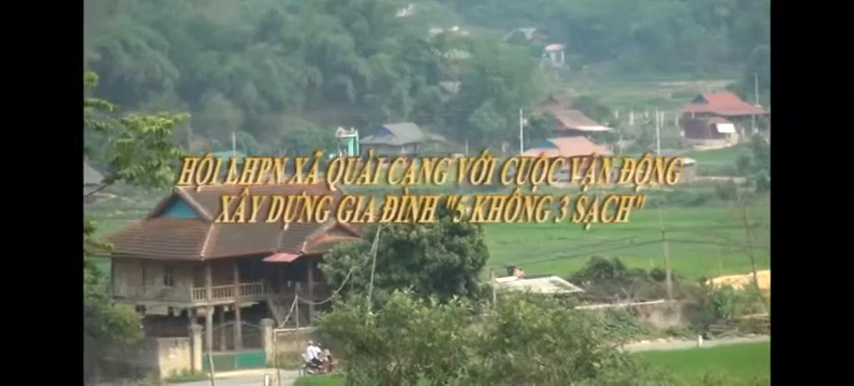 HỘI LHPN XÃ QUÀI CANG VỚI CUỘC VẬN ĐỘNG
XÂY DỰNG GIA ĐÌNH "5 KHÔNG 3 SẠCH"